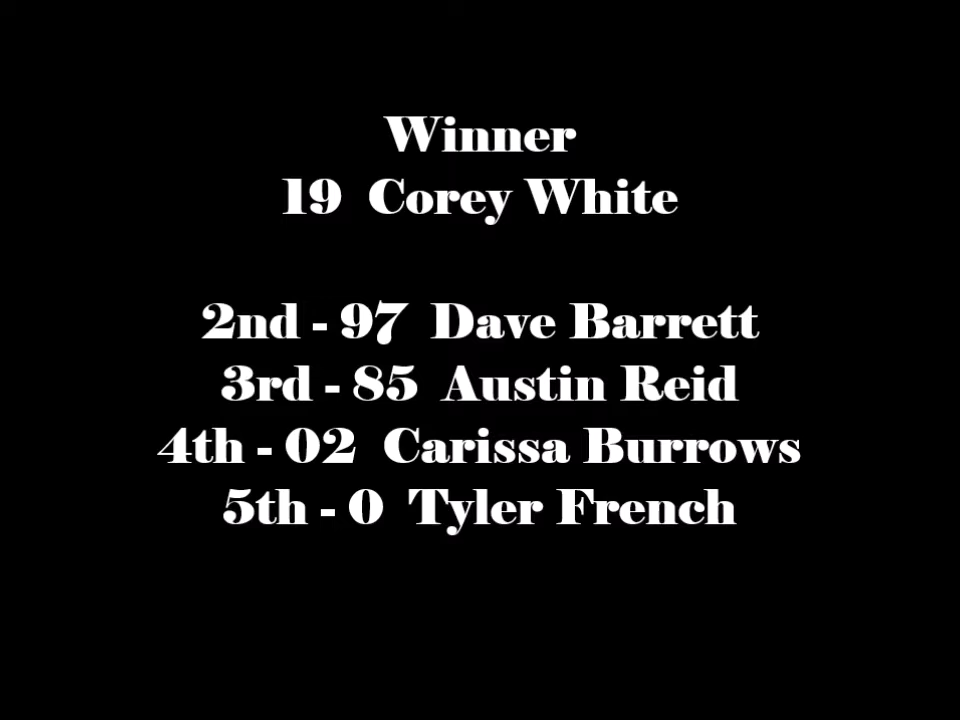 Winner
19 Corey White
2nd - 97 Dave Barrett
3rd - 85 Austin Reid
4th - 02 Carissa Burrows
5th - 0 Tyler French